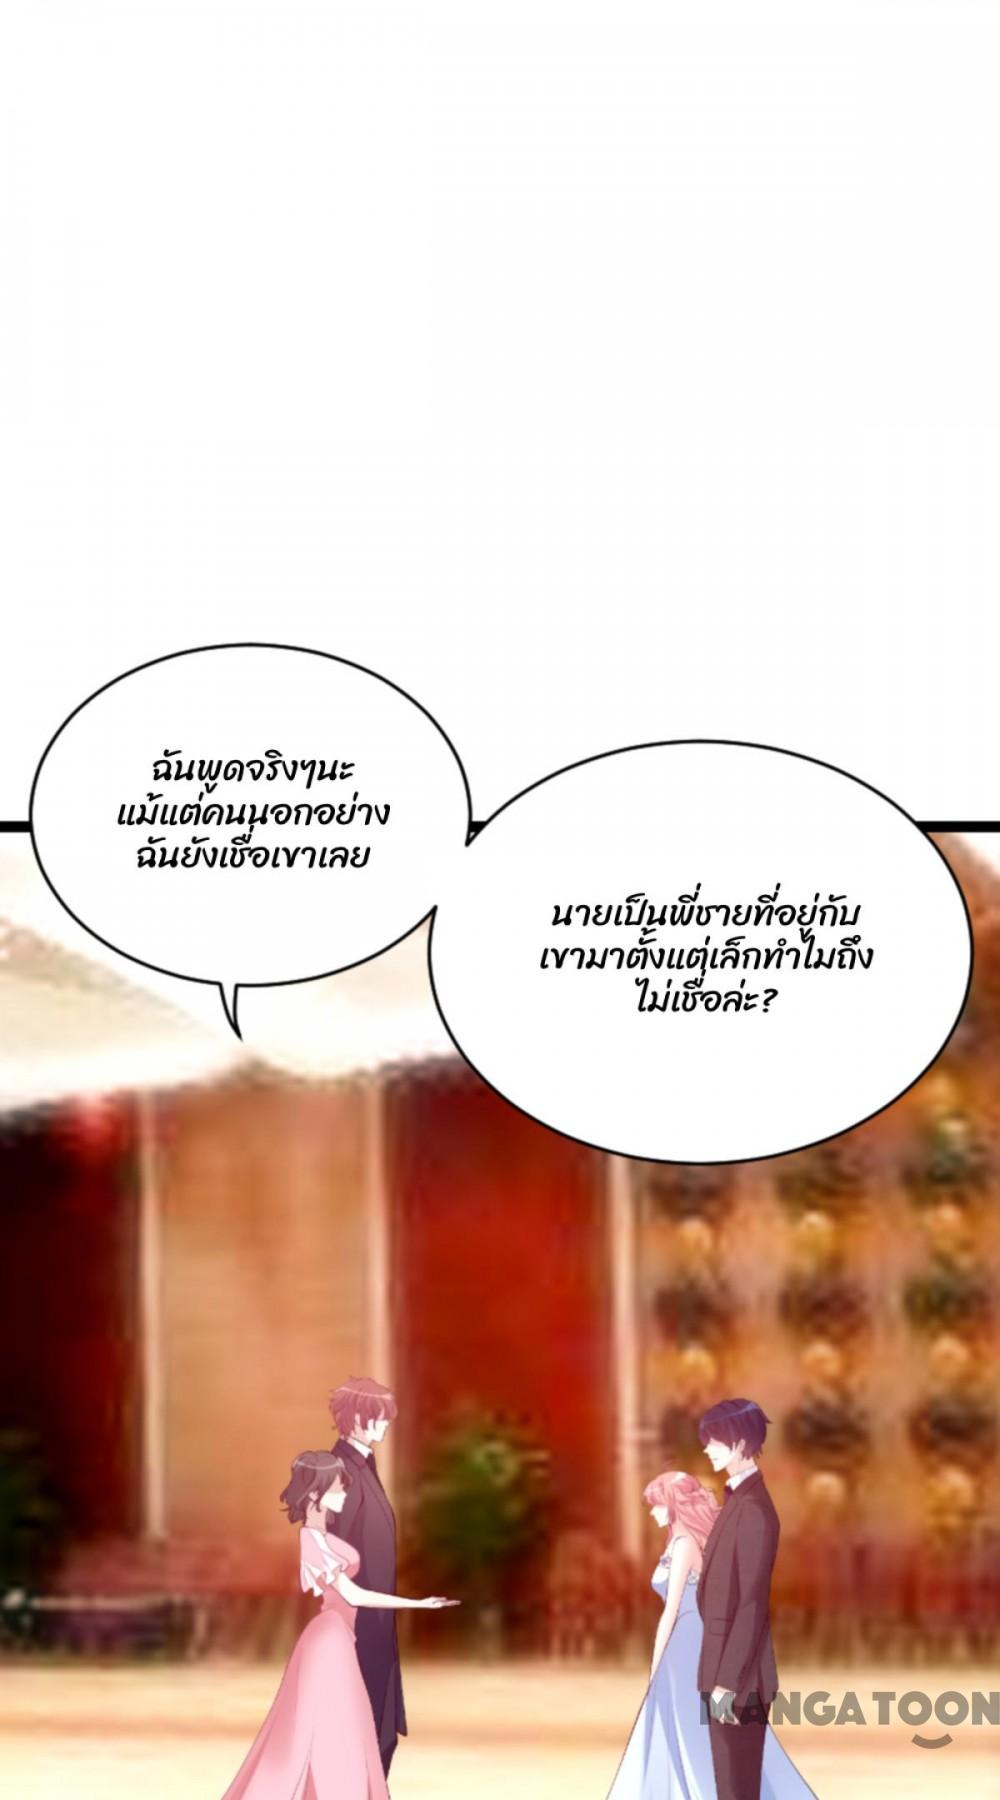 ฉันพูดจริงๆนะ
แม้แต่คนนอกอย่าง
ฉันยังเชื่อเขาเลย
นายเป็นพี่ชายที่อยู่กับ
เขามาตั้งแต่เล็กทำไมถึง
ไม่เชื่อล่ะ?
MANGATOON